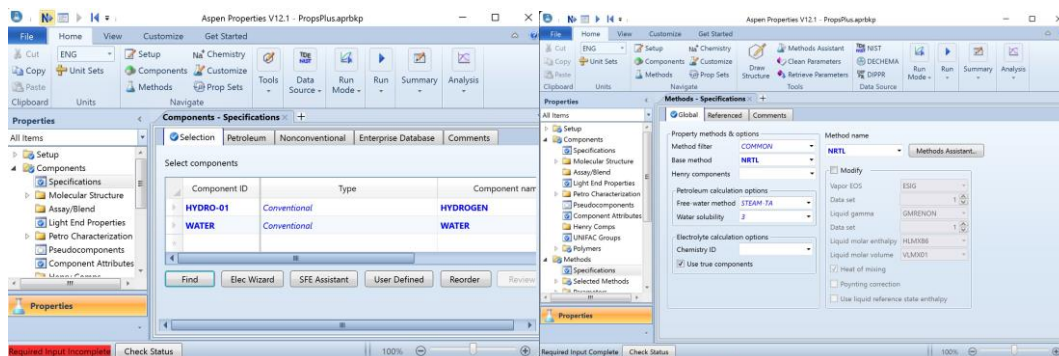 Aspen Properties V12.1 - PropsPlus.aprbkp
File Home View Customize Get Started
Cut ENG Setup Na+ Chemistry
Copy Unit Sets Components Customize Tools Data Source Run Mode Run Summary Analysis
Paste Methods Prop Sets
Clipboard Units Navigate
Properties Components - Specifications × +
All Items Selection Petroleum Nonconventional Enterprise Database Comments
Setup
Components Select components
Specifications
Molecular Structure Component ID Type Component nam
Assay/Blend HYDRO-01 Conventional HYDROGEN
Light End Properties WATER Conventional WATER
Petro Characterization
Pseudocomponents
Component Attributes
Henry Comps Find Elec Wizard SFE Assistant User Defined Reorder Review
Properties
Required Input Incomplete Check Status 100%
Aspen Properties V12.1 - PropsPlus.aprbkp
File Home View Customize Get Started
Cut ENG Setup Na+ Chemistry Methods Assistant NIST
Copy Unit Sets Components Customize Draw Structure Clean Parameters DECHEMA Run Mode Run Summary Analysis
Paste Methods Prop Sets Retrieve Parameters DIPPR
Clipboard Units Navigate Tools Data Source
Properties Methods - Specifications × +
All Items Global Referenced Comments
Setup
Components
Specifications
Molecular Structure
Assay/Blend
Light End Properties
Petro Characterization
Pseudocomponents
Component Attributes
Henry Comps
UNIFAC Groups
Polymers
Methods
Specifications
Selected Methods
Parameters
Properties
Property methods & options
Method filter COMMON
Base method NRTL
Henry components
Petroleum calculation options
Free-water method STEAM-TA
Water solubility 3
Electrolyte calculation options
Chemistry ID
Use true components
Method name
NRTL Methods Assistant...
Modify
Vapor EOS ESIG
Data set 1
Liquid gamma GMRENON
Data set 1
Liquid molar enthalpy HLMX86
Liquid molar volume VLMX01
Heat of mixing
Poynting correction
Use liquid reference state enthalpy
Required Input Complete Check Status 100%